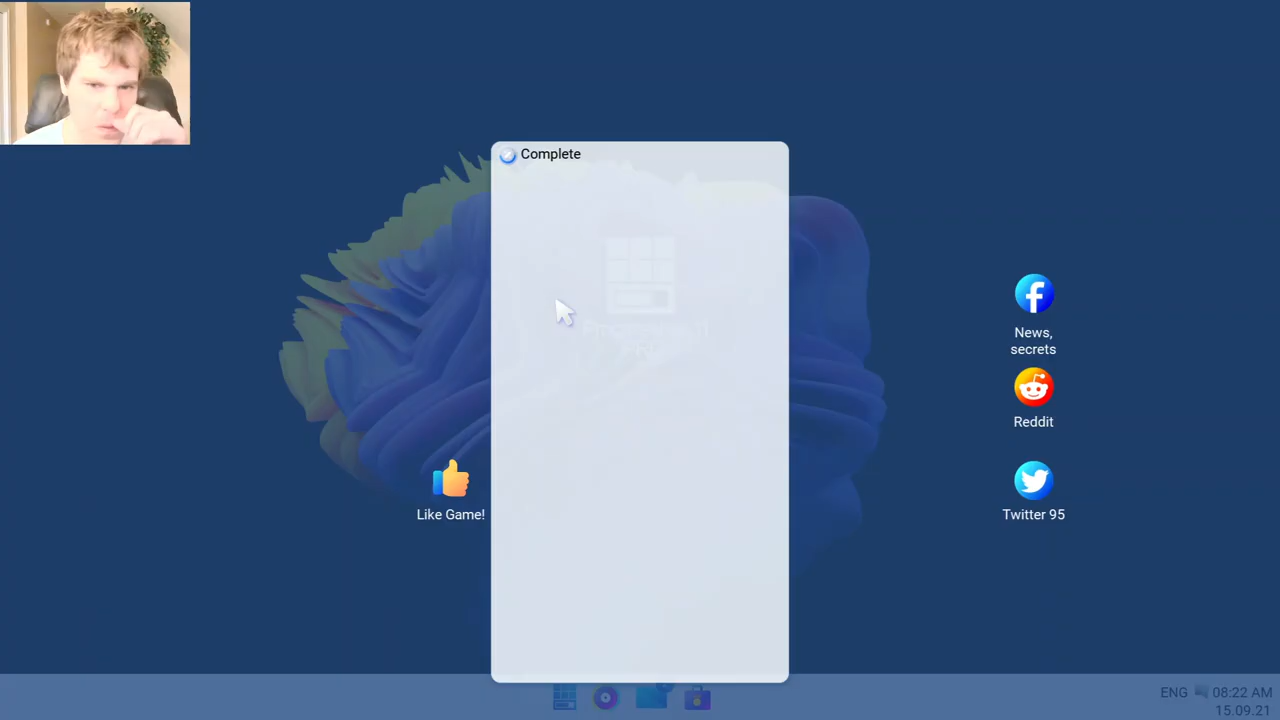 Complete
News,
secrets
Reddit
Like Game!
Twitter 95
ENG 08:22 AM
15.09.21